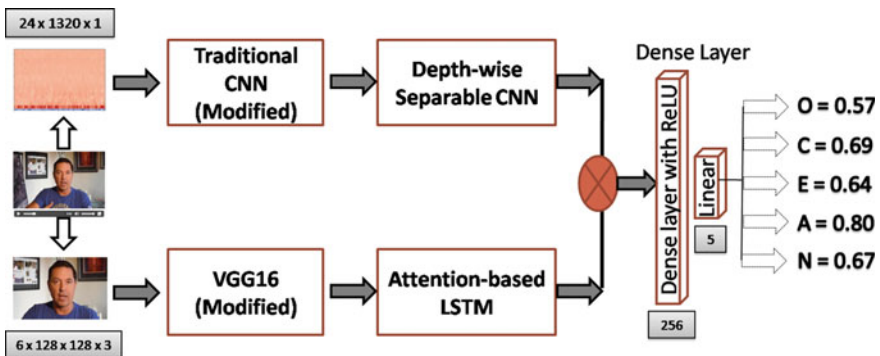 24 x 1320 x 1
Traditional
CNN
(Modified)
Depth-wise
Separable CNN
Dense Layer
Dense layer with ReLU
Linear
O = 0.57
C = 0.69
E = 0.64
A = 0.80
N = 0.67
5
256
VGG16
(Modified)
Attention-based
LSTM
6 x 128 x 128 x 3